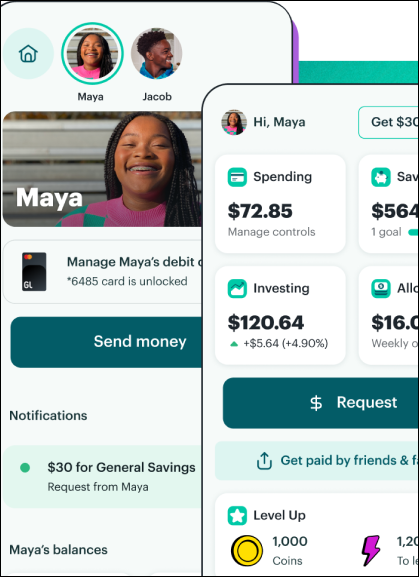 Maya
Jacob
Maya
Manage Maya's debit
GL
*6485 card is unlocked
Send money
Notifications
$30 for General Savings
Request from Maya
Maya's balances
Hi, Maya
Get $30
Spending
$72.85
Manage controls
Sav
$564
1 goal
Investing
$120.64
+$5.64 (+4.90%)
Allo
$16.0
Weekly
$ Request
Get paid by friends &
Level Up
1,000
Coins
1,20
To le